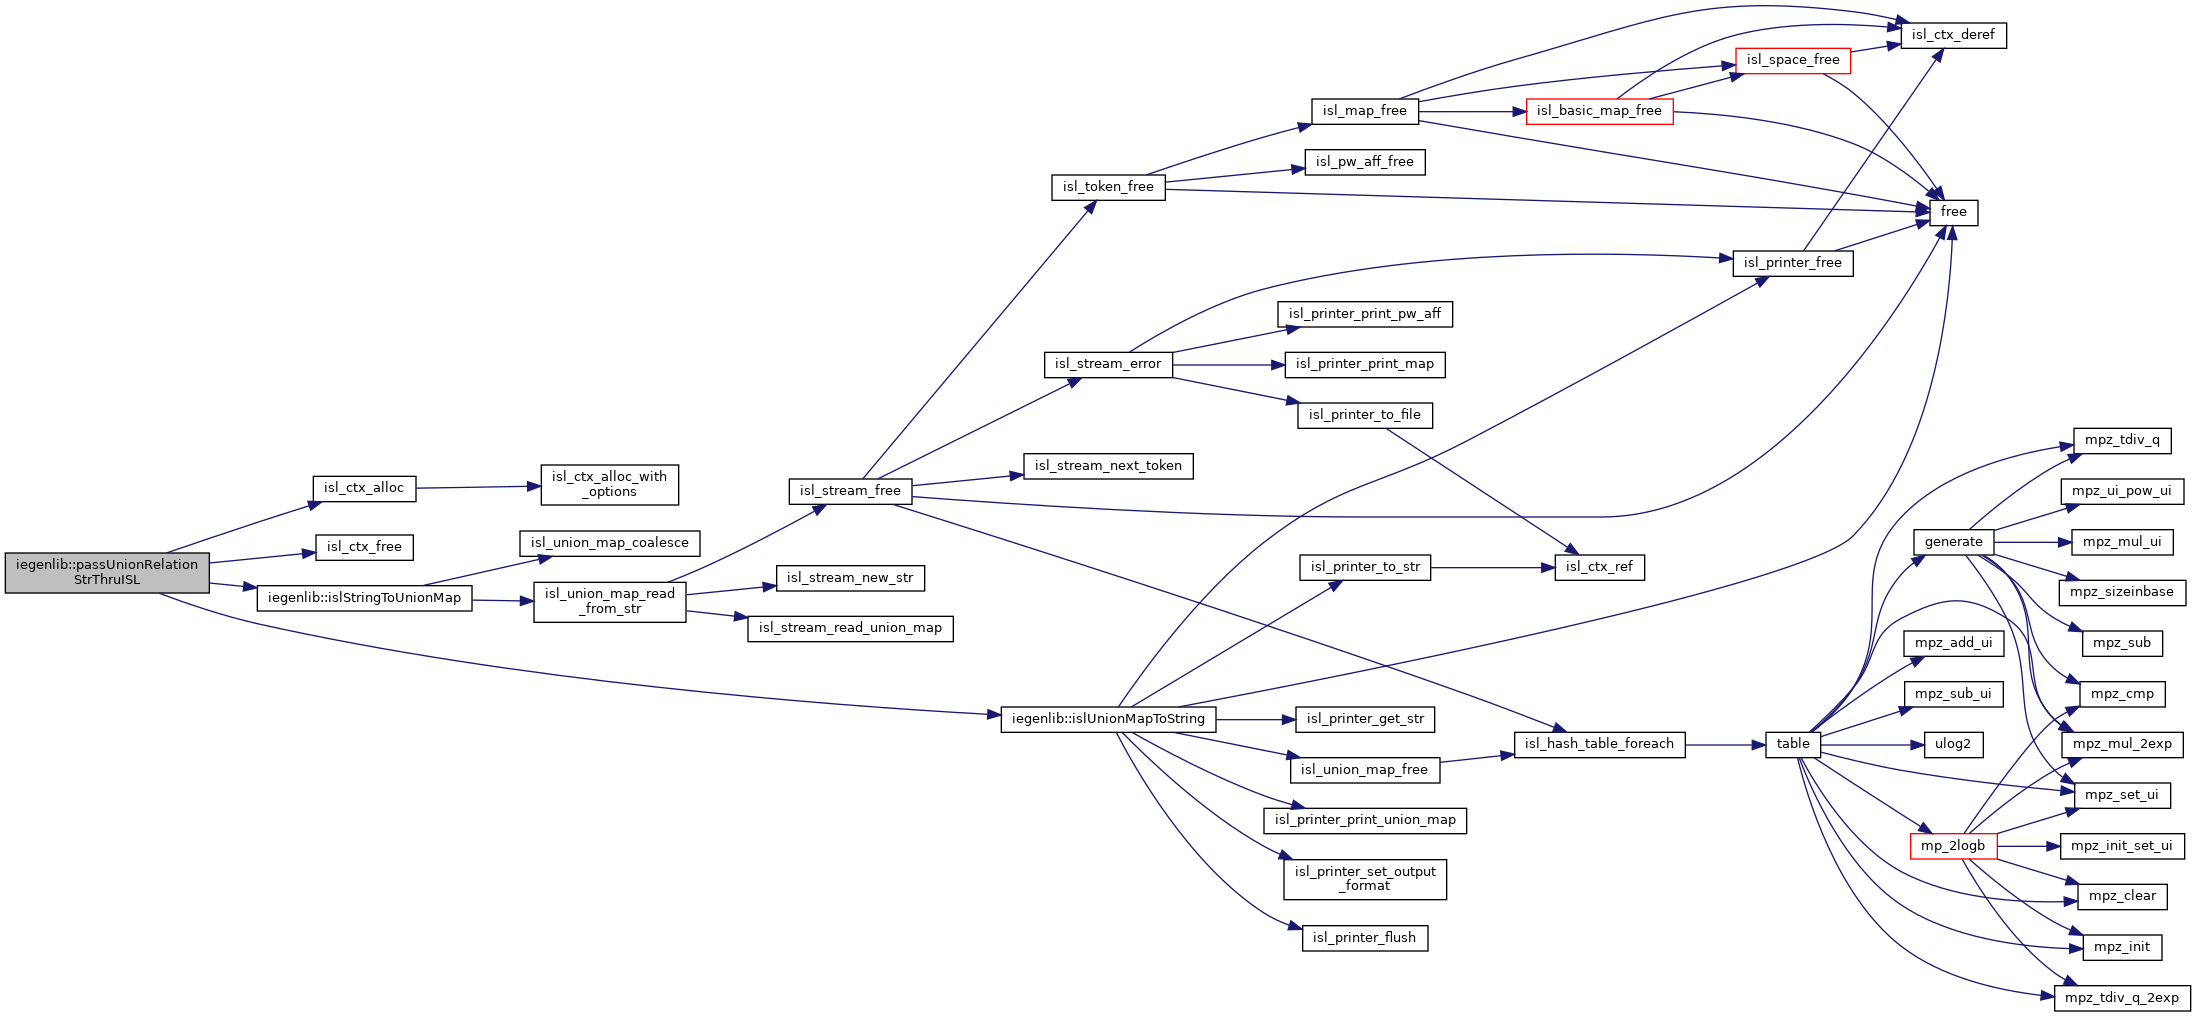 iegenlib::passUnionRelation
StrThruISL
isl_ctx_alloc
isl_ctx_free
iegenlib::islStringToUnionMap
isl_ctx_alloc_with
_options
isl_union_map_coalesce
isl_union_map_read
_from_str
isl_stream_free
isl_stream_new_str
isl_stream_read_union_map
isl_token_free
isl_stream_error
isl_stream_next_token
iegenlib::islUnionMapToString
isl_map_free
isl_pw_aff_free
isl_printer_print_pw_aff
isl_printer_print_map
isl_printer_to_file
isl_printer_to_str
isl_printer_get_str
isl_union_map_free
isl_printer_print_union_map
isl_printer_set_output
_format
isl_printer_flush
isl_basic_map_free
isl_ctx_ref
isl_hash_table_foreach
isl_space_free
isl_printer_free
table
isl_ctx_deref
free
generate
mpz_add_ui
mpz_sub_ui
ulog2
mp_2logb
mpz_tdiv_q
mpz_ui_pow_ui
mpz_mul_ui
mpz_sizeinbase
mpz_sub
mpz_cmp
mpz_mul_2exp
mpz_set_ui
mpz_init_set_ui
mpz_clear
mpz_init
mpz_tdiv_q_2exp